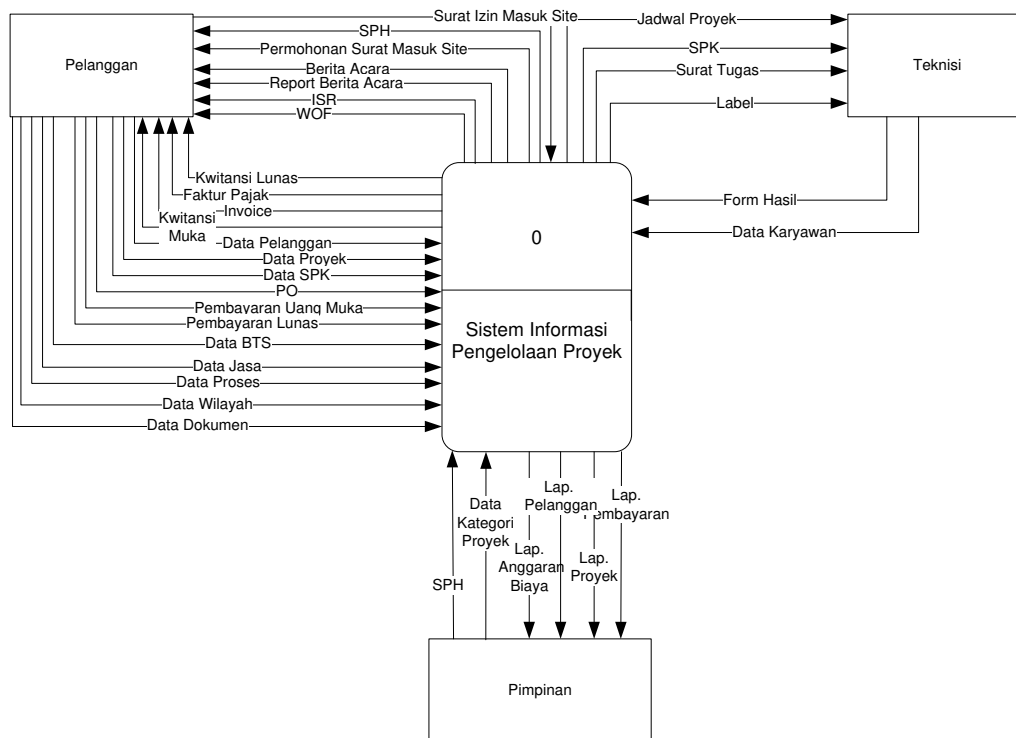 Surat Izin Masuk Site
Jadwal Proyek
SPH
SPK
Permohonan Surat Masuk Site
Pelanggan
Teknisi
Berita Acara
Surat Tugas
Report Berita Acara
ISR
Label
WOF
Kwitansi Lunas
Faktur Pajak
Form Hasil
Invoice
Kwitansi
Muka
Data Karyawan
0
Data Pelanggan
Data Proyek
Data SPK
PO
Pembayaran Uang Muka
Pembayaran Lunas
Sistem Informasi
Pengelolaan Proyek
Data BTS
Data Jasa
Data Proses
Data Wilayah
Data Dokumen
SPH
Data
Kategori
Proyek
Lap.
Anggaran
Biaya
Lap.
Pelanggan
Lap.
Proyek
Lap.
Pembayaran
Pimpinan